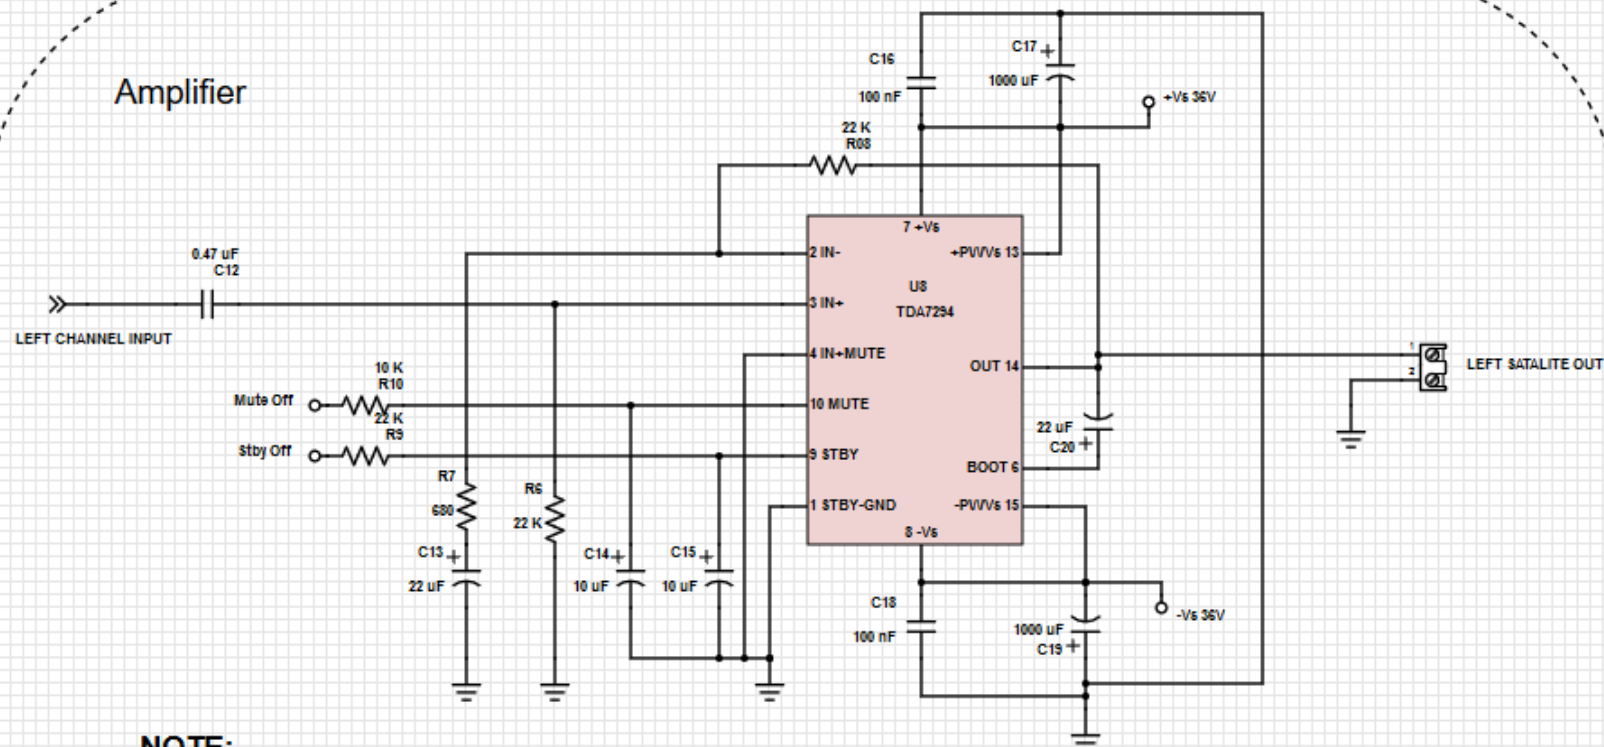 Amplifier
C16
100 nF
C17
+
1000 uF
+Vs 36V
22 K
R08
0.47 uF
C12
LEFT CHANNEL INPUT
7 +Vs
2 IN-
+PWVs 13
U8
TDA7294
3 IN+
4 IN+MUTE
OUT 14
10 MUTE
9 STBY
BOOT 6
1 STBY-GND
-PWVs 15
8 -Vs
10 K
R10
Mute Off
22 K
R9
Stby Off
R7
680
R6
22 K
C13
+
22 uF
C14
+
10 uF
C15
+
10 uF
22 uF
C20
+
1
2
LEFT SATALITE OUT
C18
100 nF
1000 uF
C19
+
-Vs 36V
NOTE: